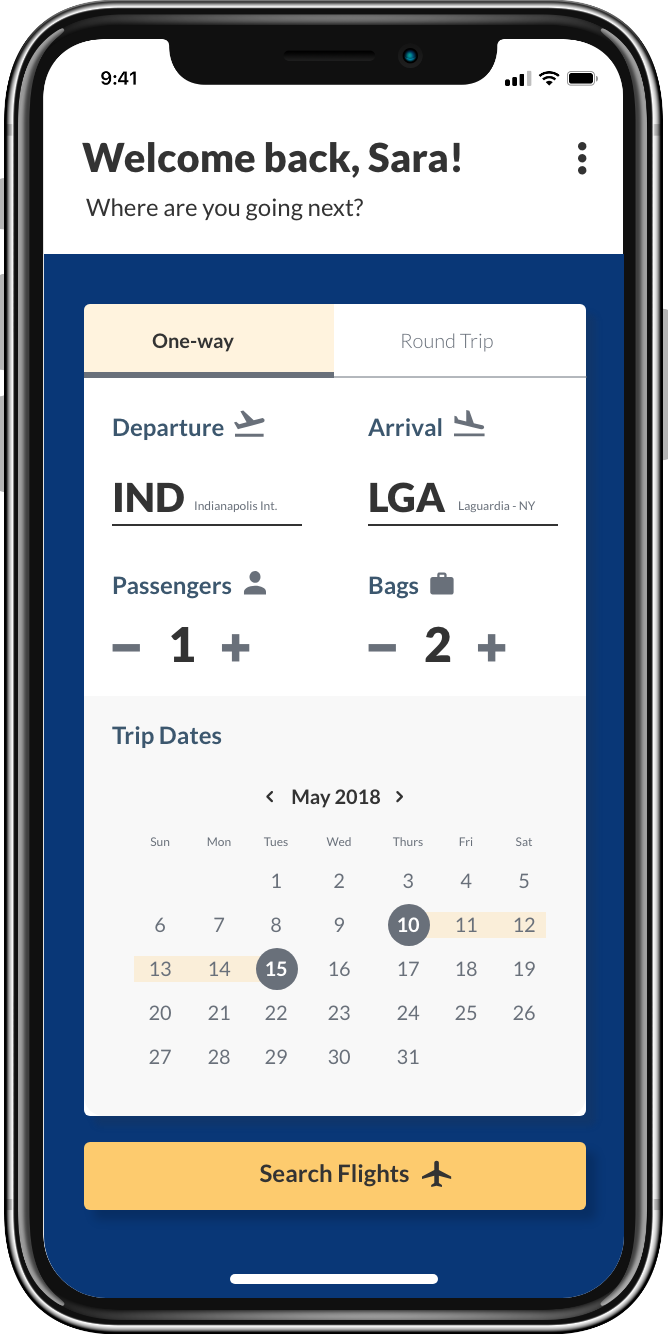 9:41
Welcome back, Sara!
Where are you going next?
One-way Round Trip
Departure Arrival
IND Indianapolis Int. LGA Laguardia - NY
Passengers Bags
1 2
Trip Dates
May 2018
Sun Mon Tues Wed Thurs Fri Sat
1 2 3 4 5
6 7 8 9 10 11 12
13 14 15 16 17 18 19
20 21 22 23 24 25 26
27 28 29 30 31
Search Flights